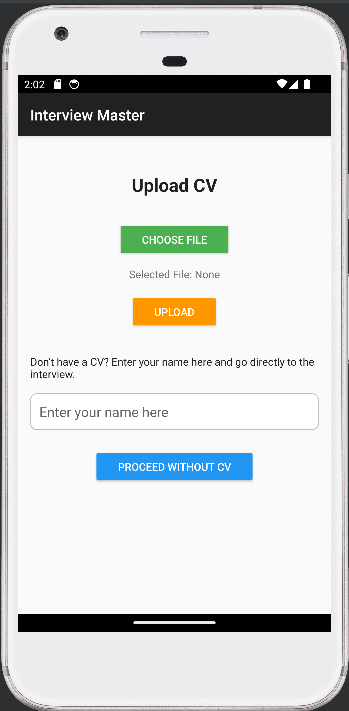 2:02
Interview Master
Upload CV
CHOOSE FILE
Selected File: None
UPLOAD
Don't have a CV? Enter your name here and go directly to the
interview.
Enter your name here
PROCEED WITHOUT CV